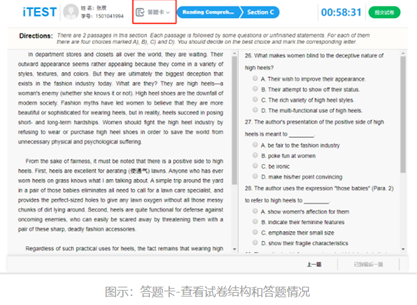 iTEST
姓名：张爱
学号：1501041994
答题卡
Reading Compreh...
Section C
00:58:31
提交试卷
Directions: There are 2 passages in this section. Each passage is followed by some questions or unfinished statements. For each of them
there are four choices marked A), B), C) and D). You should decide on the best choice and mark the corresponding letter.
In department stores and closets all over the world, they are waiting. Their
outward appearance seems rather appealing because they come in a variety of
styles, textures, and colors. But they are ultimately the biggest deception that
exists in the fashion industry today. What are they? They are high heels—a
woman's enemy (whether she knows it or not). High heel shoes are the downfall of
modern society. Fashion myths have led women to believe that they are more
beautiful or sophisticated for wearing heels, but in reality, heels succeed in posing
short- and long-term hardships. Women should fight the high heel industry by
refusing to wear or purchase high heel shoes in order to save the world from
unnecessary physical and psychological suffering.
From the sake of fairness, it must be noted that there is a positive side to high
heels. First, heels are excellent for aerating (使通气) lawns. Anyone who has ever
worn heels on grass knows what I am talking about. A simple trip around the yard
in a pair of those babies eliminates all need to call for a lawn care specialist, and
provides the perfect-sized holes to give any lawn oxygen without all those messy
chunks of dirt lying around. Second, heels are quite functional for defense against
oncoming enemies, who can easily be scared away by threatening them with a
pair of these sharp, deadly fashion accessories.
Regardless of such practical uses for heels, the fact remains that wearing high
26. What makes women blind to the deceptive nature of
high heels?
A. Their wish to improve their appearance.
B. Their attempt to show off their status.
C. The rich variety of high heel styles.
D. The multi-functional use of high heels.
27. The author's presentation of the positive side of high
heels is meant to ________.
A. be fair to the fashion industry
B. poke fun at women
C. be ironic
D. make his/her point convincing
28. The author uses the expression "those babies" (Para. 2)
to refer to high heels to ________.
A. show women's affection for them
B. indicate their feminine features
C. emphasize their small size
D. show their fragile characteristics
上一题
图示：答题卡-查看试卷结构和答题情况